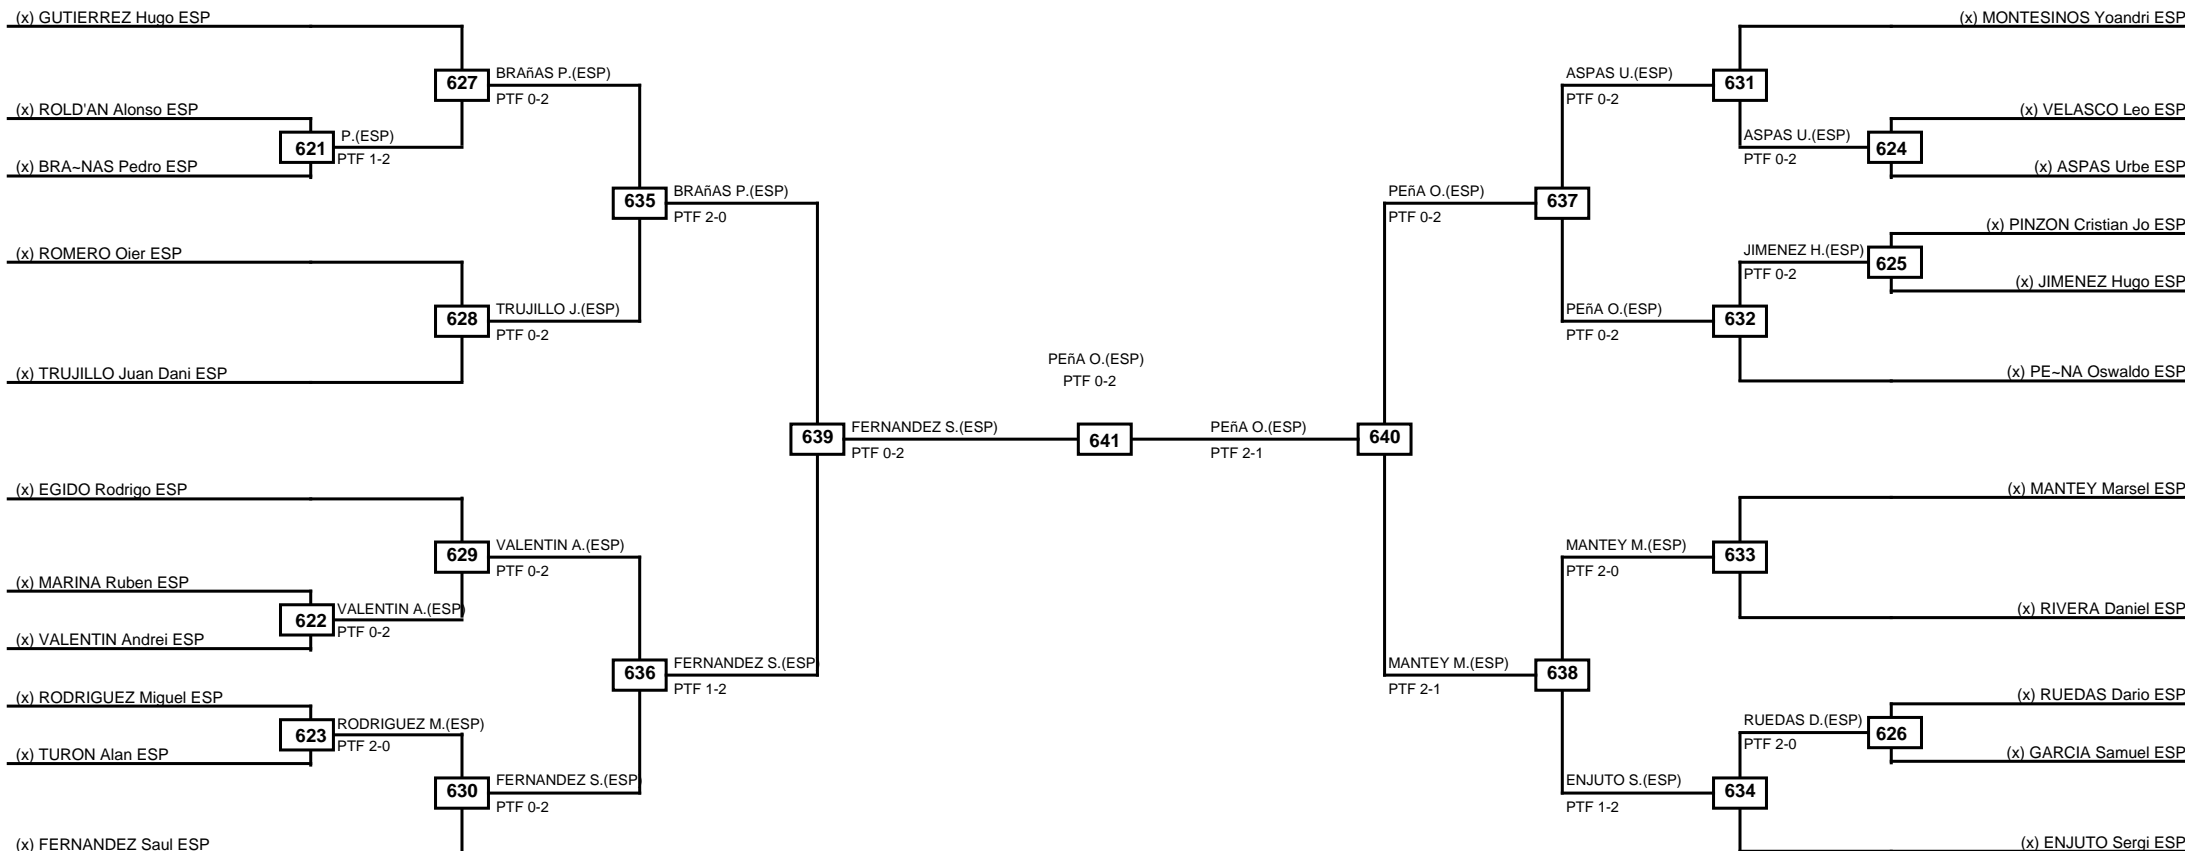 (x) GUTIERREZ Hugo ESP
(x) MONTESINOS Yoandri ESP
627
BRAñAS P.(ESP)
PTF 0-2
ASPAS U.(ESP)
PTF 0-2
631
(x) ROLD'AN Alonso ESP
(x) VELASCO Leo ESP
621
P.(ESP)
PTF 1-2
ASPAS U.(ESP)
PTF 0-2
624
(x) BRA~NAS Pedro ESP
(x) ASPAS Urbe ESP
635
BRAñAS P.(ESP)
PTF 2-0
PEñA O.(ESP)
PTF 0-2
637
(x) PINZON Cristian Jo ESP
(x) ROMERO Oier ESP
JIMENEZ H.(ESP)
PTF 0-2
625
(x) JIMENEZ Hugo ESP
628
TRUJILLO J.(ESP)
PTF 0-2
PEñA O.(ESP)
PTF 0-2
632
(x) TRUJILLO Juan Dani ESP
(x) PE~NA Oswaldo ESP
PEñA O.(ESP)
PTF 0-2
639
FERNANDEZ S.(ESP)
PTF 0-2
641
PEñA O.(ESP)
PTF 2-1
640
(x) EGIDO Rodrigo ESP
(x) MANTEY Marsel ESP
629
VALENTIN A.(ESP)
PTF 0-2
MANTEY M.(ESP)
PTF 2-0
633
(x) MARINA Ruben ESP
(x) RIVERA Daniel ESP
622
VALENTIN A.(ESP)
PTF 0-2
(x) VALENTIN Andrei ESP
636
FERNANDEZ S.(ESP)
PTF 1-2
MANTEY M.(ESP)
PTF 2-1
638
(x) RODRIGUEZ Miguel ESP
(x) RUEDAS Dario ESP
623
RODRIGUEZ M.(ESP)
PTF 2-0
RUEDAS D.(ESP)
PTF 2-0
626
(x) TURON Alan ESP
(x) GARCIA Samuel ESP
630
FERNANDEZ S.(ESP)
PTF 0-2
ENJUTO S.(ESP)
PTF 1-2
634
(x) FERNANDEZ Saul ESP
(x) ENJUTO Sergi ESP